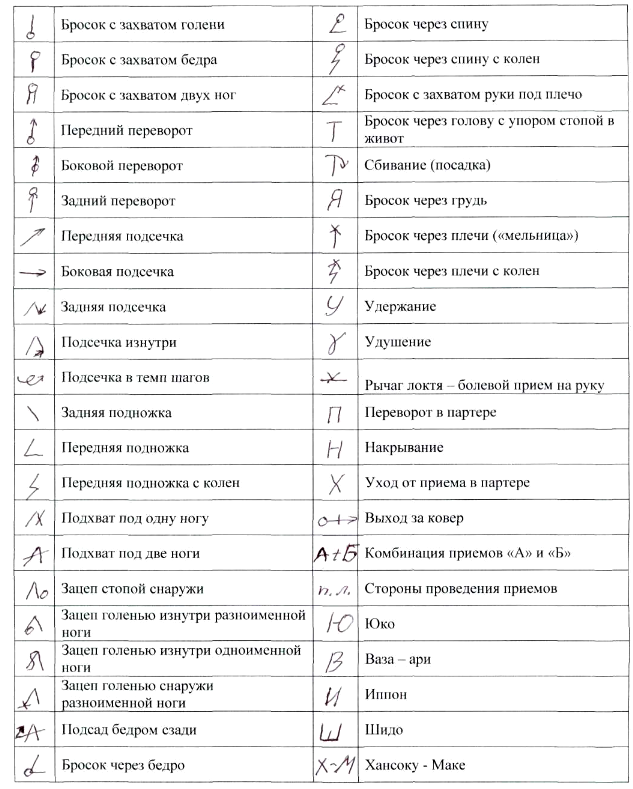 Бросок с захватом голени
Бросок через спину
Бросок с захватом бедра
Бросок через спину с колен
Бросок с захватом двух ног
Бросок с захватом руки под плечо
Передний переворот
Т Бросок через голову с упором стопой в
живот
Боковой переворот
Сбивание (посадка)
Задний переворот
Я Бросок через грудь
Передняя подсечка
Бросок через плечи («мельница»)
Боковая подсечка
Бросок через плечи с колен
Задняя подсечка
У Удержание
Подсечка изнутри
Удушение
Подсечка в темп шагов
Рычаг локтя – болевой прием на руку
Задняя подножка
П Переворот в партере
Передняя подножка
Н Накрывание
Передняя подножка с колен
Х Уход от приема в партере
Подхват под одну ногу
Выход за ковер
Подхват под две ноги
А+Б Комбинация приемов «А» и «Б»
Зацеп стопой снаружи
п.л. Стороны проведения приемов
Зацеп голенью изнутри разноименной
ноги
Ю Юко
Зацеп голенью изнутри одноименной
ноги
В Ваза – ари
Зацеп голенью снаружи
разноименной ноги
И Иппон
Подсад бедром сзади
Ш Шидо
Бросок через бедро
Х-М Хансоку - Маке